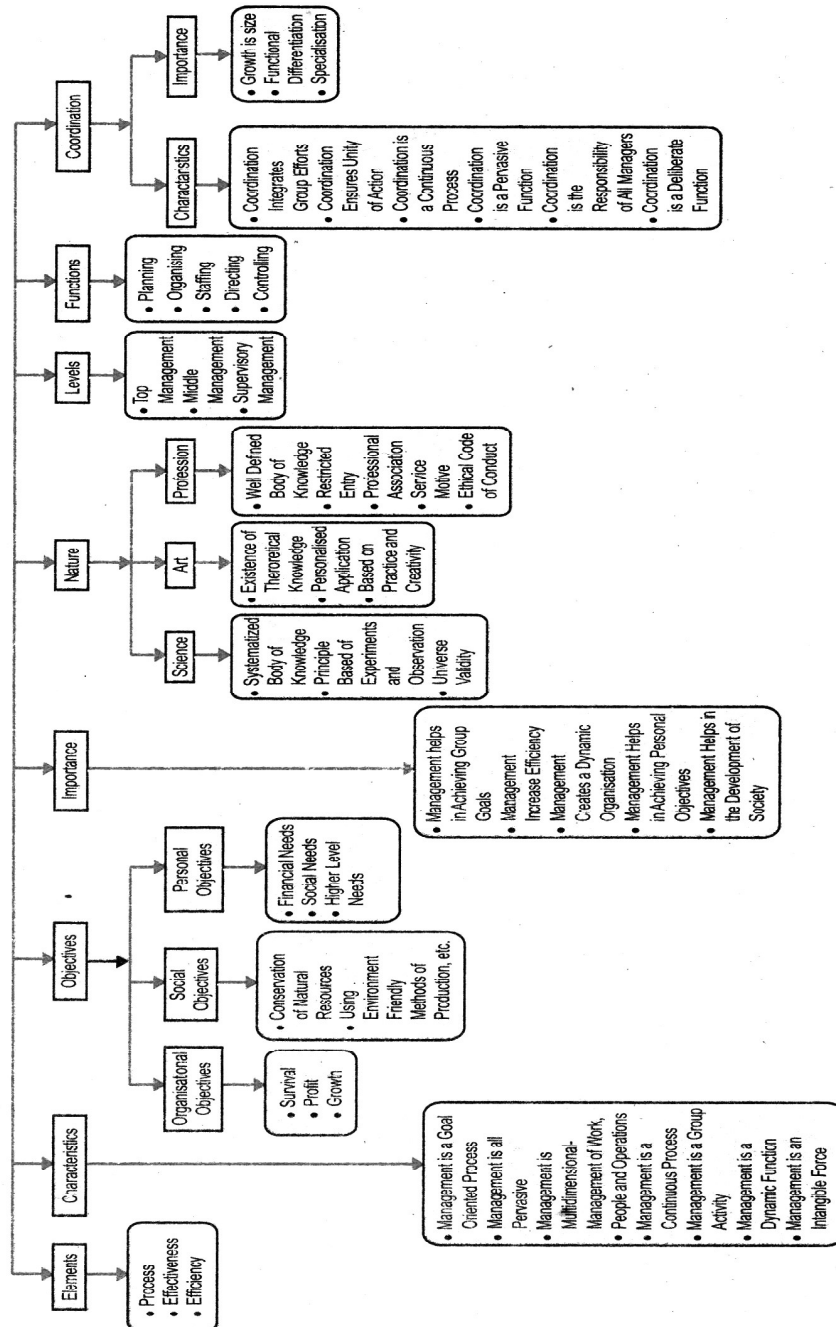 Elements
• Process
• Effectiveness
• Efficiency
Characteristics
• Management is a Goal
Oriented Process
• Management is all
Pervasive
• Management is
Multidimensional-
Management of Work,
• People and Operations
• Management is a
Continuous Process
• Management is a Group
Activity
• Management is a
Dynamic Function
• Management is an
Intangible Force
Objectives
Organisatonal
Objectives
• Survival
• Profit
• Growth
Social
Objectives
• Conservation
of Natural
Resources
• Using
Environment
Friendly
Methods of
Production, etc.
Personal
Objectives
• Financial Needs
• Social Needs
• Higher Level
Needs
Importance
• Management helps
in Achieving Group
Goals
• Management
Increase Efficiency
• Management
Creates a Dynamic
Organisation
• Management Helps
in Achieving Personal
Objectives
• Management Helps in
the Development of
Society
Nature
Science
• Systematized
Body of
Knowledge
• Principle
Based of
Experiments
and
Observation
• Universe
Validity
Art
• Existence of
Theroretical
Knowledge
• Personalised
Application
• Based on
Practice and
Creativity
Profession
• Well Defned
Body of
Knowledge
• Restricted
Entry
• Professional
Association
• Service
Motive
• Ethical Code
of Conduct
Levels
• Top
Management
• Middle
Management
• Supervisory
Management
Functions
• Planning
• Organising
• Staffing
• Directing
• Controlling
Coordination
Charactaristics
• Coordination
Integrates
Group Efforts
• Coordination
Ensures Unity
of Action
• Coordination is
a Continuous
Process
• Coordination
is a Pervasive
Function
• Coordination
is the
Responsibility
of All Managers
• Coordination
is a Deliberate
Function
Importance
• Growth is size
• Functional
Differentiation
• Specialisation